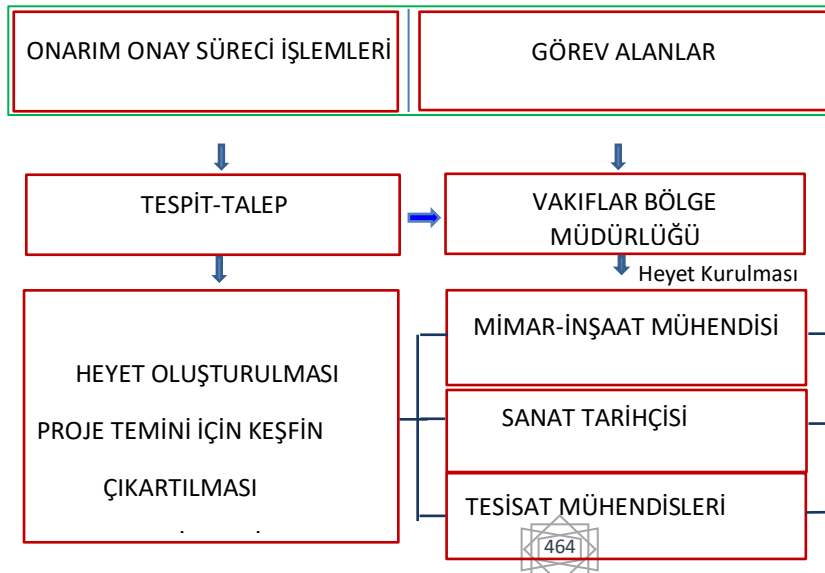 ONARIM ONAY SÜRECİ İŞLEMLERİ
GÖREV ALANLAR
TESPİT-TALEP
VAKIFLAR BÖLGE
MÜDÜRLÜĞÜ
Heyet Kurulması
HEYET OLUŞTURULMASI
PROJE TEMİNİ İÇİN KEŞFİN
ÇIKARTILMASI
MİMAR-İNŞAAT MÜHENDİSİ
SANAT TARİHÇİSİ
TESİSAT MÜHENDİSLERİ
464